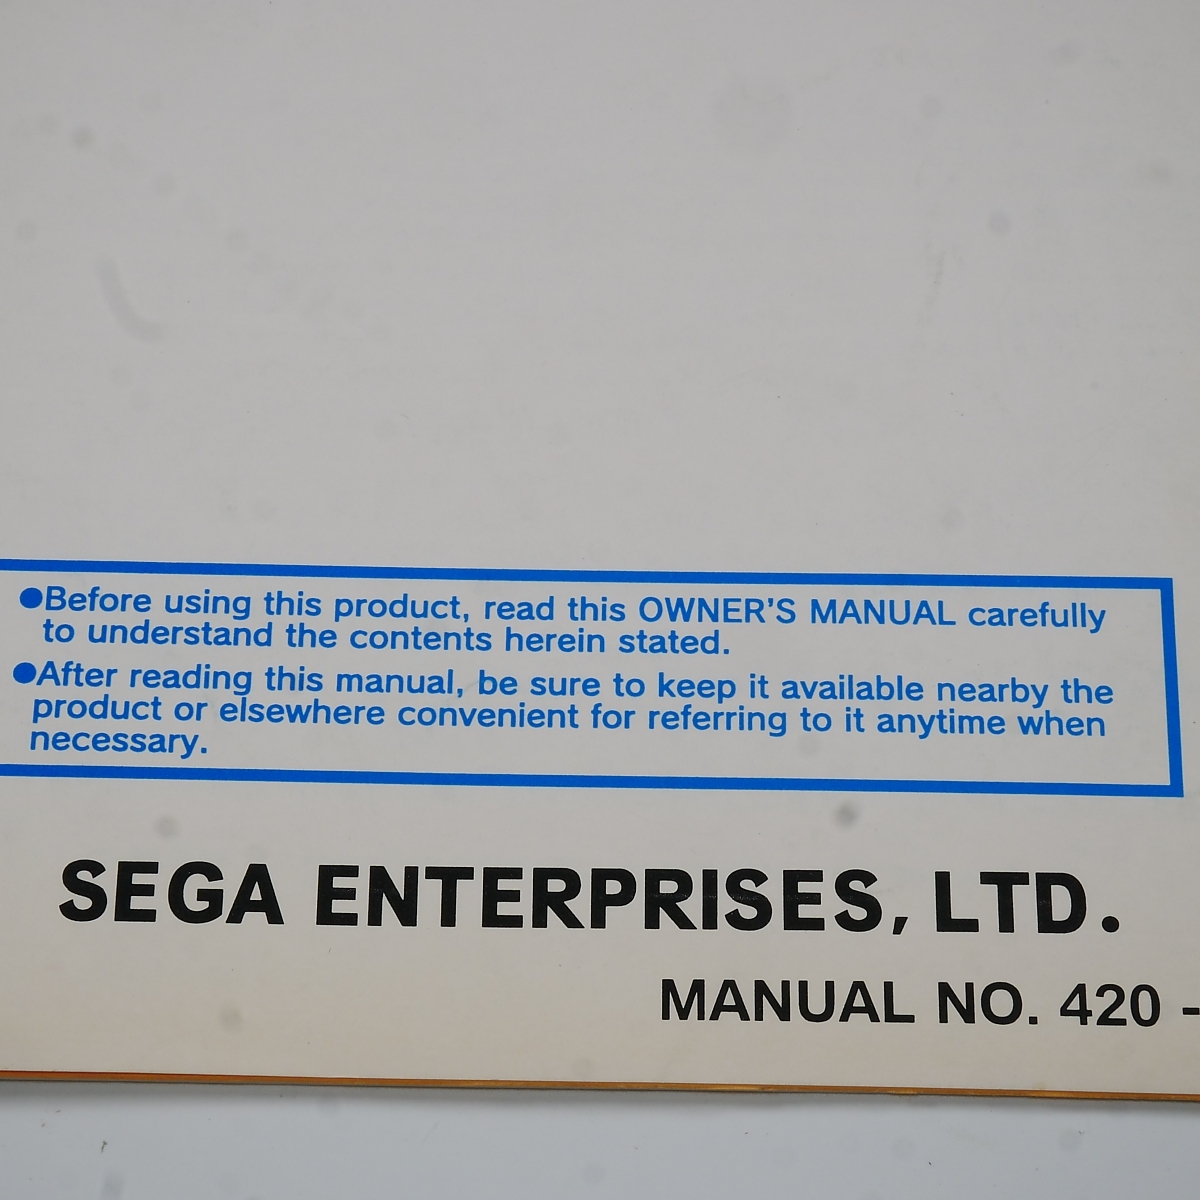 ●Before using this product, read this OWNER'S MANUAL carefully
to understand the contents herein stated.
●After reading this manual, be sure to keep it available nearby the
product or elsewhere convenient for referring to it anytime when
necessary.
SEGA ENTERPRISES, LTD.
MANUAL NO. 420 -